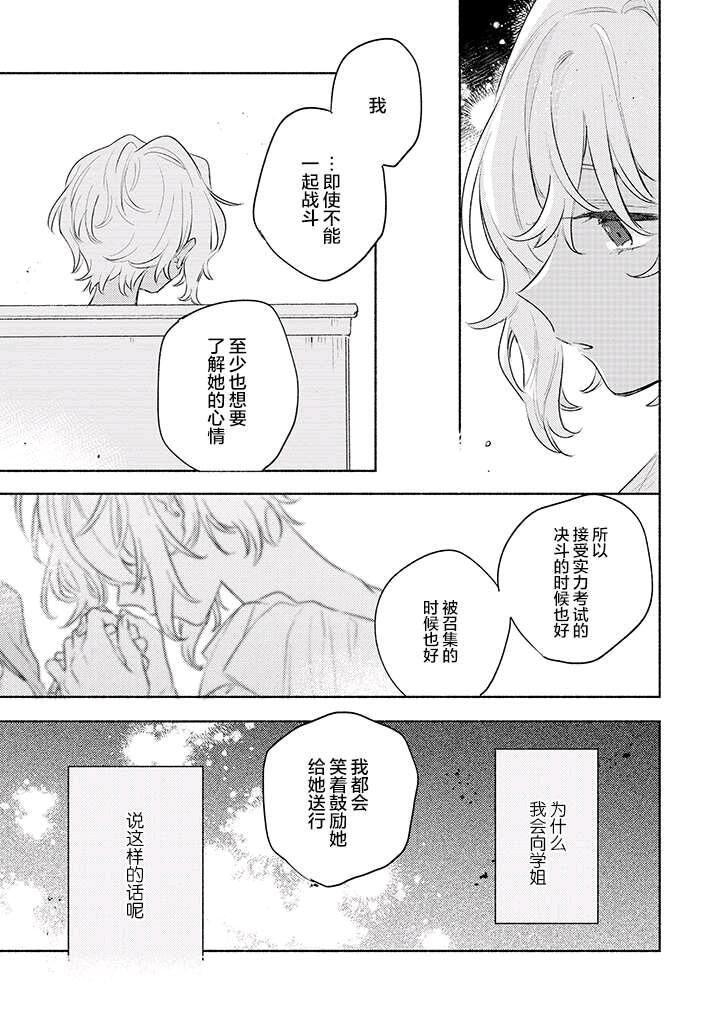 我
…即使不能
一起战斗
至少也想要
了解她的心情
所以
接受实力考试的
决斗的时候也好
被召集的
时候也好
为什么
我会向学姐
我都会
笑着鼓励她
给她送行
说这样的话呢